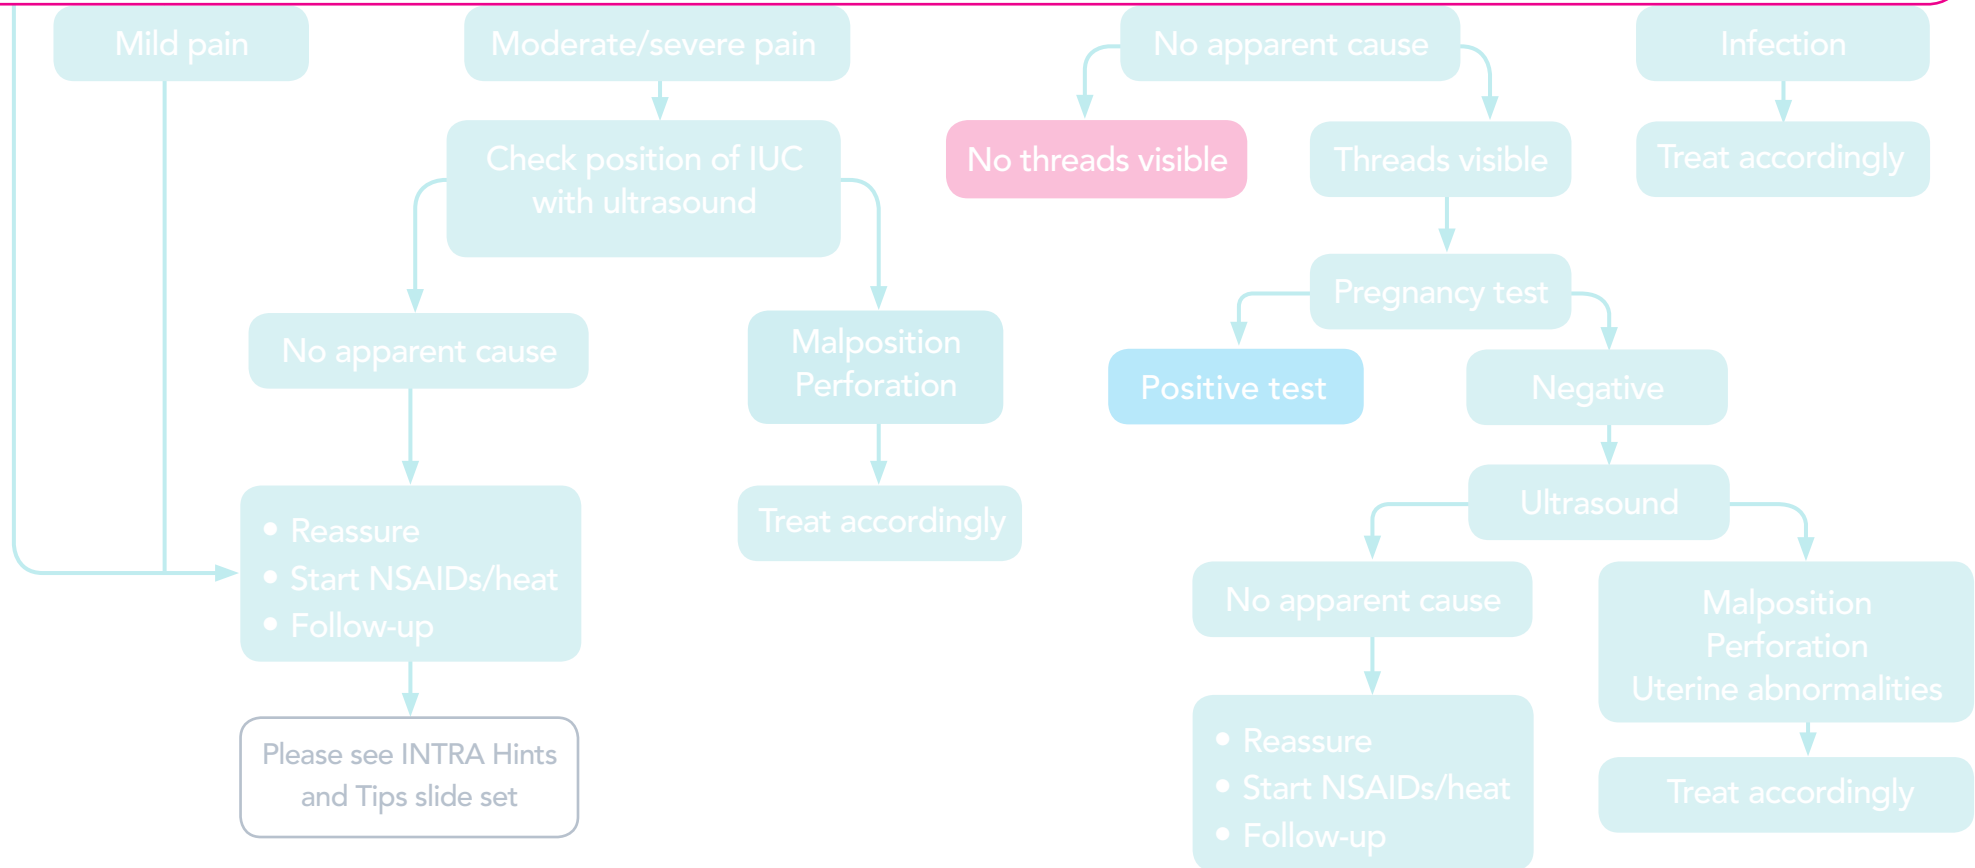 Mild pain
Moderate/severe pain
No apparent cause
Infection
Check position of IUC
with ultrasound
No threads visible
Threads visible
Treat accordingly
Pregnancy test
No apparent cause
Malposition
Perforation
Positive test
Negative
• Reassure
• Start NSAIDs/heat
• Follow-up
Treat accordingly
Ultrasound
No apparent cause
Malposition
Perforation
Uterine abnormalities
Please see INTRA Hints
and Tips slide set
• Reassure
• Start NSAIDs/heat
• Follow-up
Treat accordingly